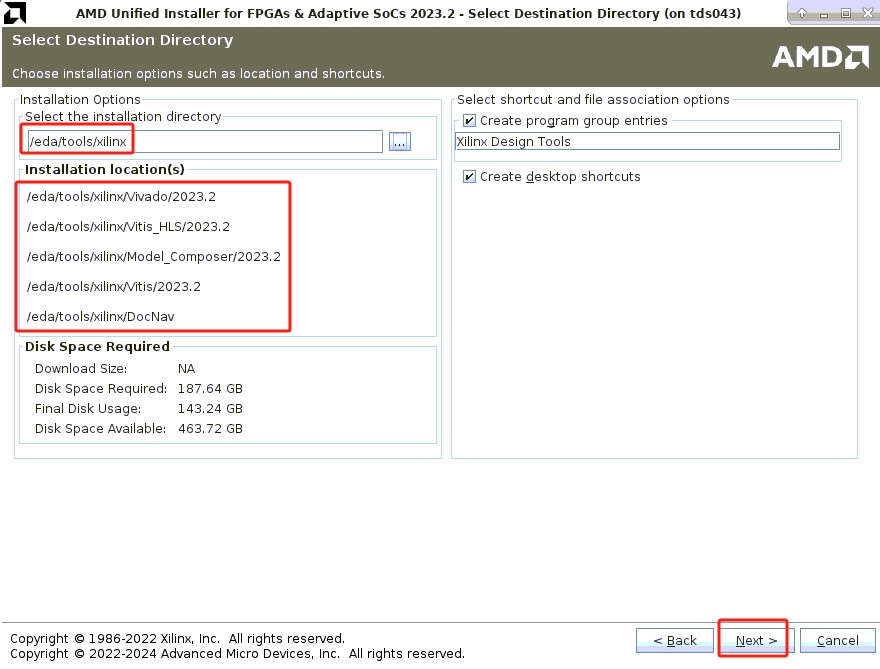 AMD Unified Installer for FPGAs & Adaptive SoCs 2023.2 - Select Destination Directory (on tds043)
Select Destination Directory
Choose installation options such as location and shortcuts.
AMD
Installation Options
Select the installation directory
/eda/tools/xilinx
...
Installation location(s)
/eda/tools/xilinx/Vivado/2023.2
/eda/tools/xilinx/Vitis_HLS/2023.2
/eda/tools/xilinx/Model_Composer/2023.2
/eda/tools/xilinx/Vitis/2023.2
/eda/tools/xilinx/DocNav
Disk Space Required
Download Size: NA
Disk Space Required: 187.64 GB
Final Disk Usage: 143.24 GB
Disk Space Available: 463.72 GB
Select shortcut and file association options
Create program group entries
Xilinx Design Tools
Create desktop shortcuts
Copyright © 1986-2022 Xilinx, Inc. All rights reserved.
Copyright © 2022-2024 Advanced Micro Devices, Inc. All rights reserved.
< Back
Next >
Cancel